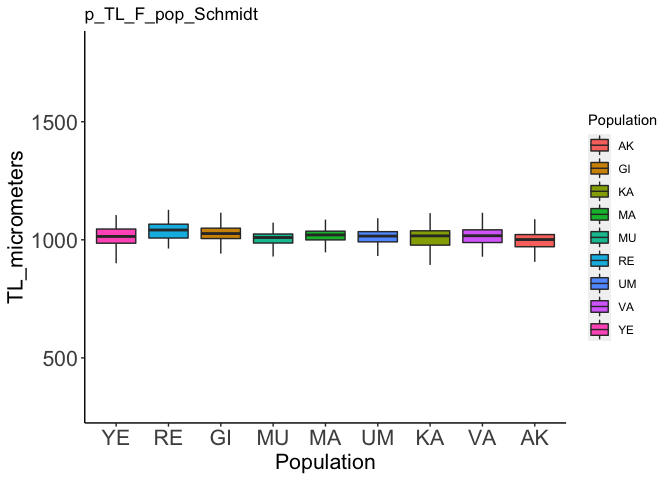 p_TL_F_pop_Schmidt
1500
1000
500
TL_micrometers
YE RE GI MU MA UM KA VA AK
Population
Population
AK
GI
KA
MA
MU
RE
UM
VA
YE